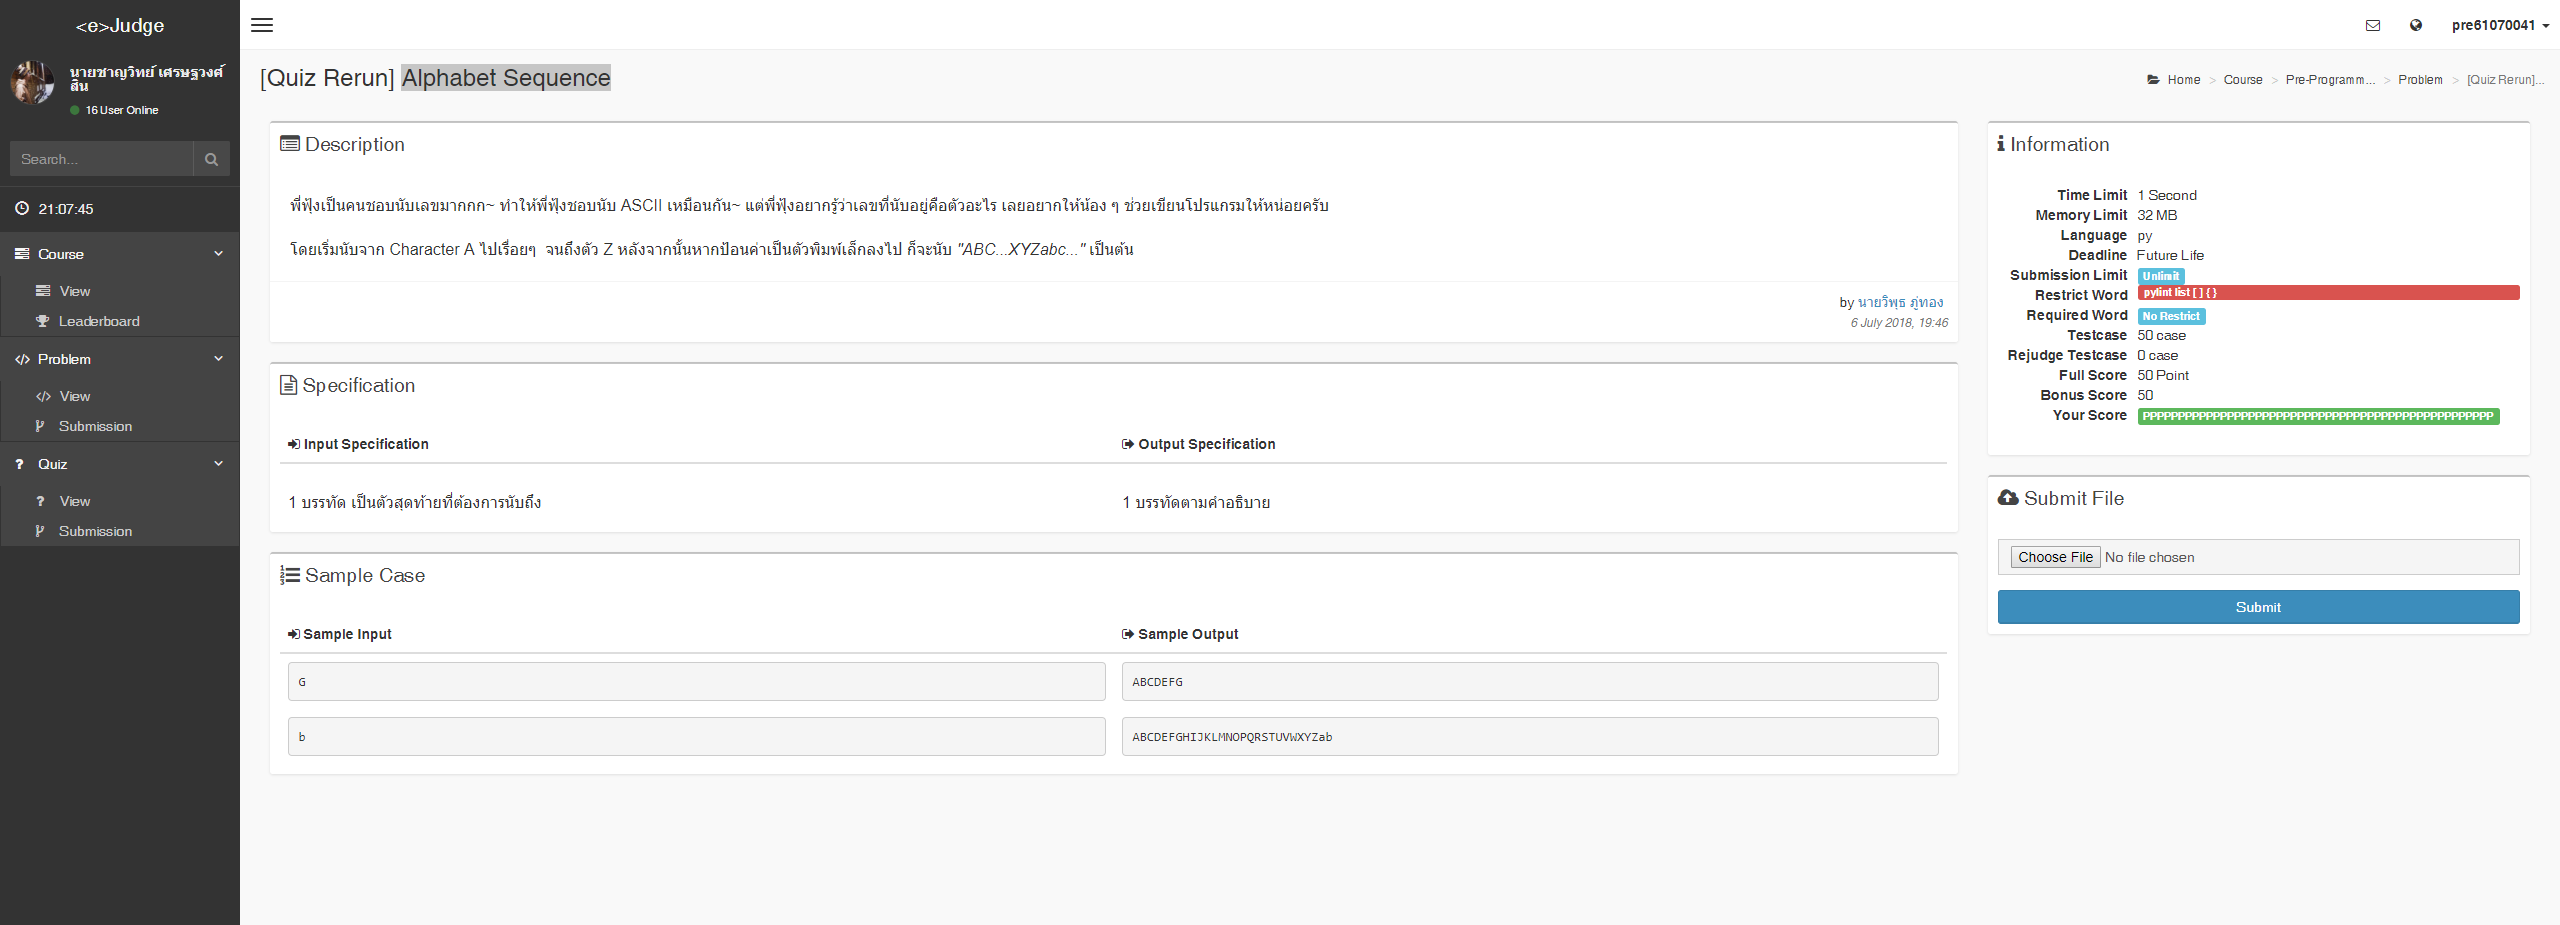 <e>Judge
นายชาญวิทย์ เศรษฐวงศ์
สิน
16 User Online
Search...
21:07:45
Course
View
Leaderboard
Problem
View
Submission
Quiz
View
Submission
pre61070041
[Quiz Rerun] Alphabet Sequence
Home > Course > Pre-Programm... > Problem > [Quiz Rerun]...
Description
พี่ฟุ้งเป็นคนชอบนับเลขมากกก~ ทำให้พี่ฟุ้งชอบนับ ASCII เหมือนกัน~ แต่พี่ฟุ้งอยากรู้ว่าเลขที่นับอยู่คือตัวอะไร เลยอยากให้น้อง ๆ ช่วยเขียนโปรแกรมให้หน่อยครับ
โดยเริ่มนับจาก Character A ไปเรื่อยๆ จนถึงตัว Z หลังจากนั้นหากป้อนค่าเป็นตัวพิมพ์เล็กลงไป ก็จะนับ "ABC...XYZabc..." เป็นต้น
by นายวิพุธ ภู่ทอง
6 July 2018, 19:46
Specification
Input Specification
Output Specification
1 บรรทัด เป็นตัวสุดท้ายที่ต้องการนับถึง
1 บรรทัดตามคำอธิบาย
Sample Case
Sample Input
Sample Output
G
ABCDEFG
b
ABCDEFGHIJKLMNOPQRSTUVWXYZab
Information
Time Limit 1 Second
Memory Limit 32 MB
Language py
Deadline Future Life
Submission Limit Unlimit
Restrict Word pylint list [ ] { }
Required Word No Restrict
Testcase 50 case
Rejudge Testcase 0 case
Full Score 50 Point
Bonus Score 50
Your Score PPPPPPPPPPPPPPPPPPPPPPPPPPPPPPPPPPPPPPPPPPPPPPPPPP
Submit File
Choose File No file chosen
Submit